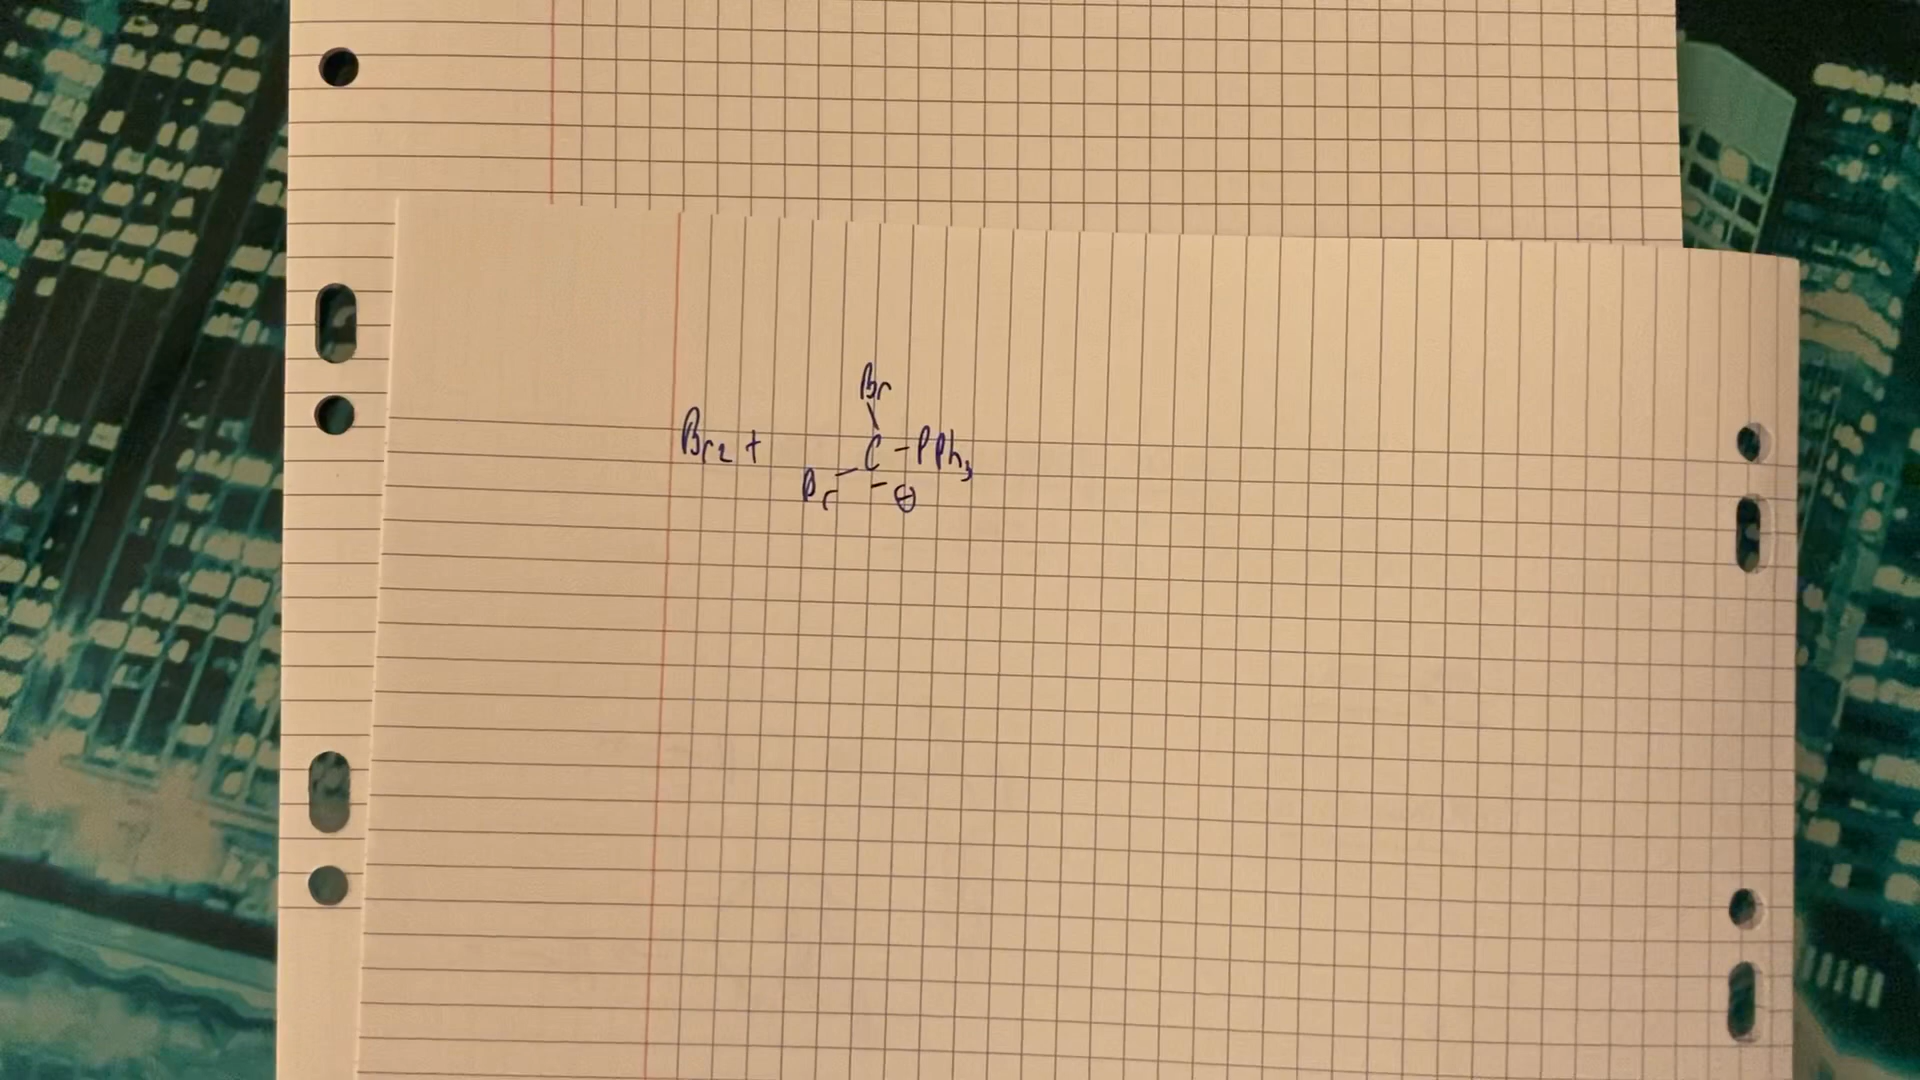 Br
Br2 + C - PPh3
Br - ⊕